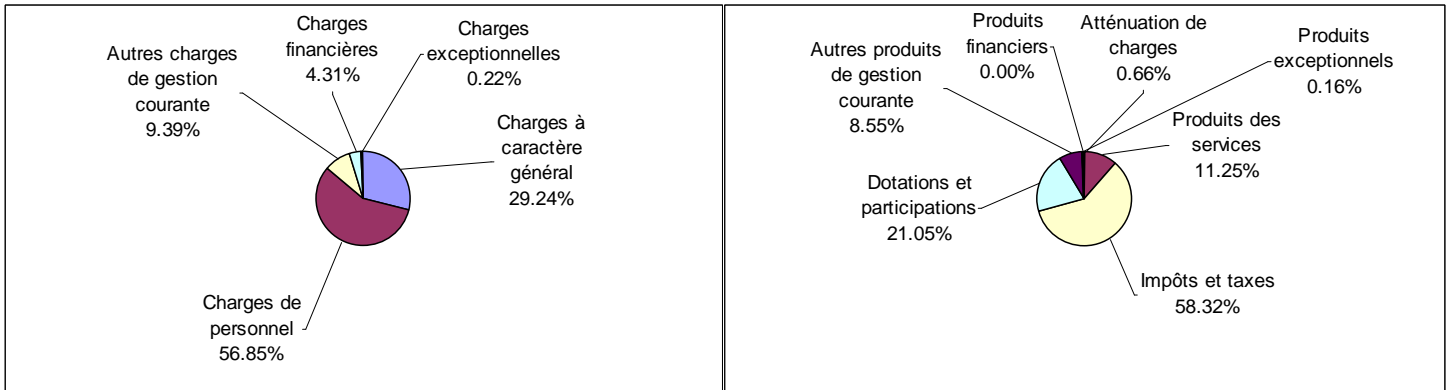 Charges
financières
4.31%
Charges
exceptionnelles
0.22%
Autres charges
de gestion
courante
9.39%
Charges à
caractère
général
29.24%
Charges de
personnel
56.85%
Produits
financiers
0.00%
Atténuation de
charges
0.66%
Produits
exceptionnels
0.16%
Autres produits
de gestion
courante
8.55%
Produits des
services
11.25%
Dotations et
participations
21.05%
Impôts et taxes
58.32%